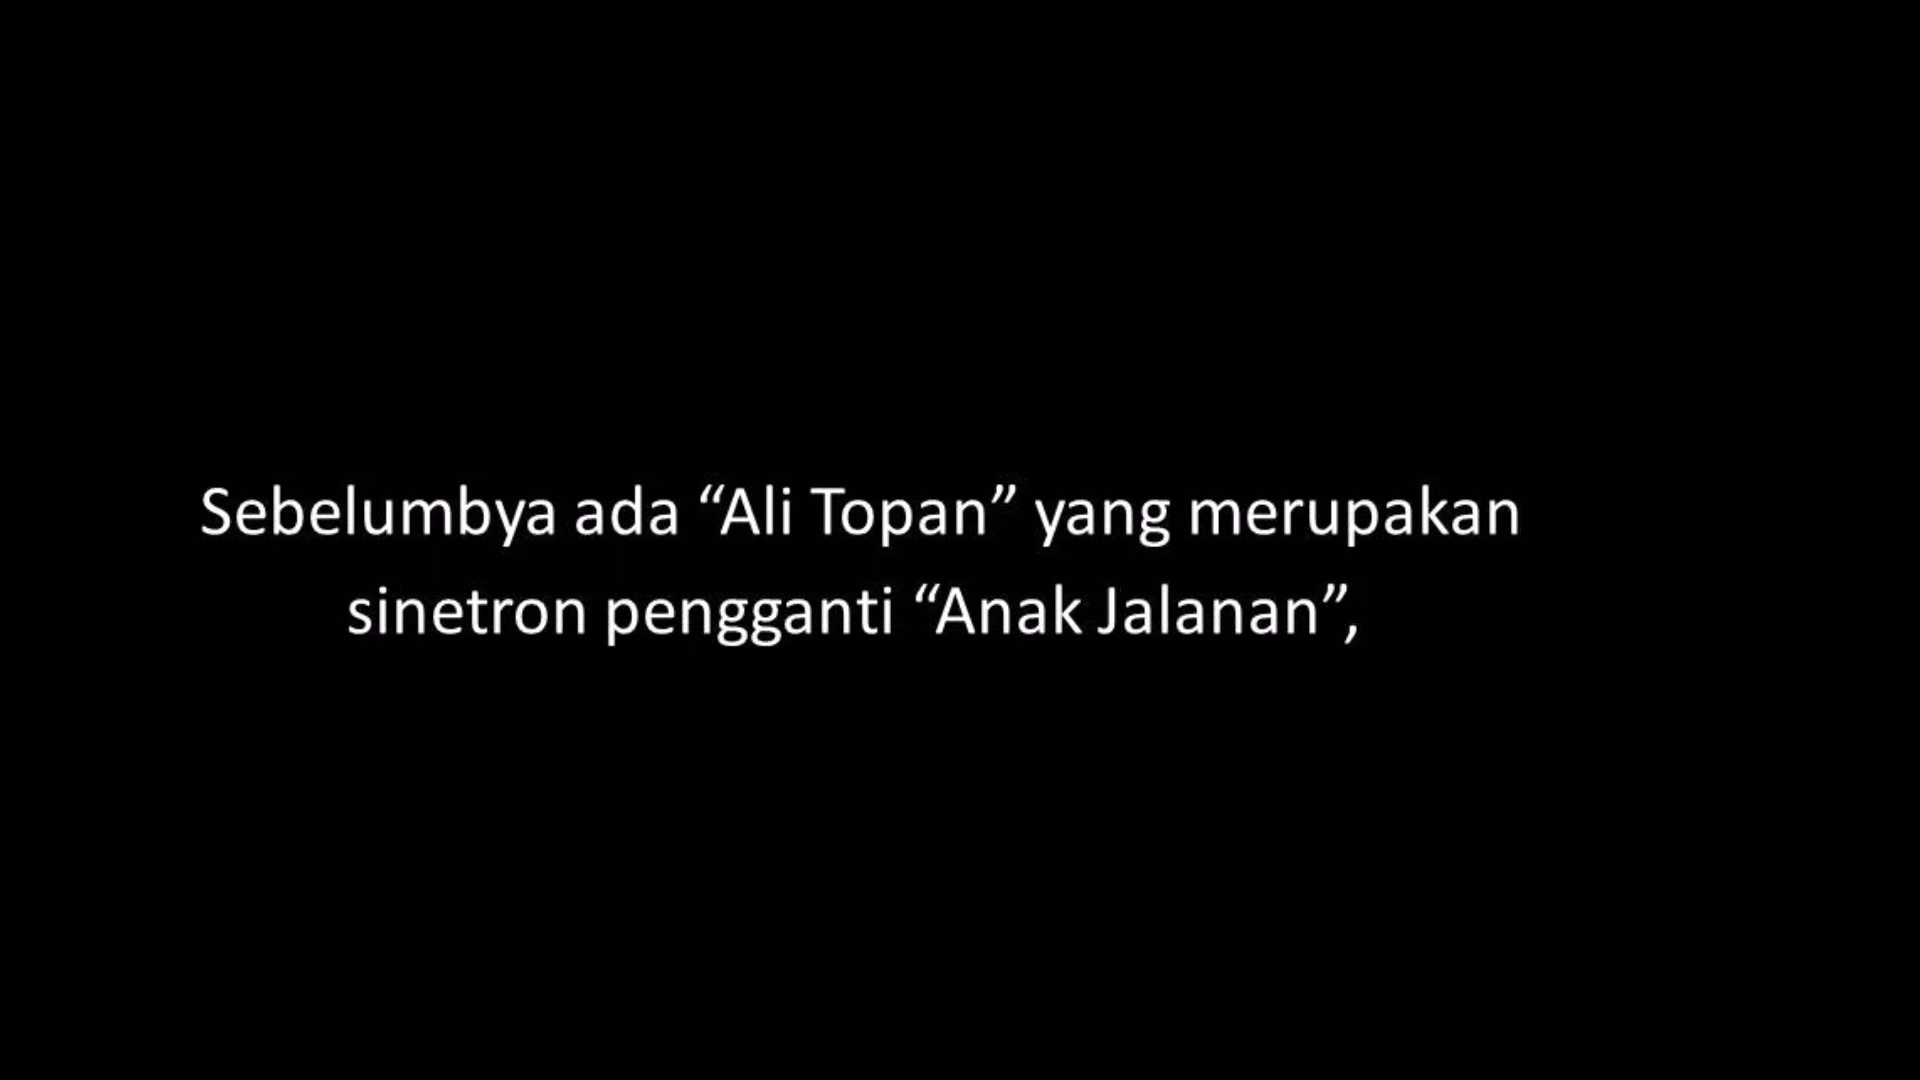 Sebelumbya ada “Ali Topan” yang merupakan
sinetron pengganti “Anak Jalanan”,